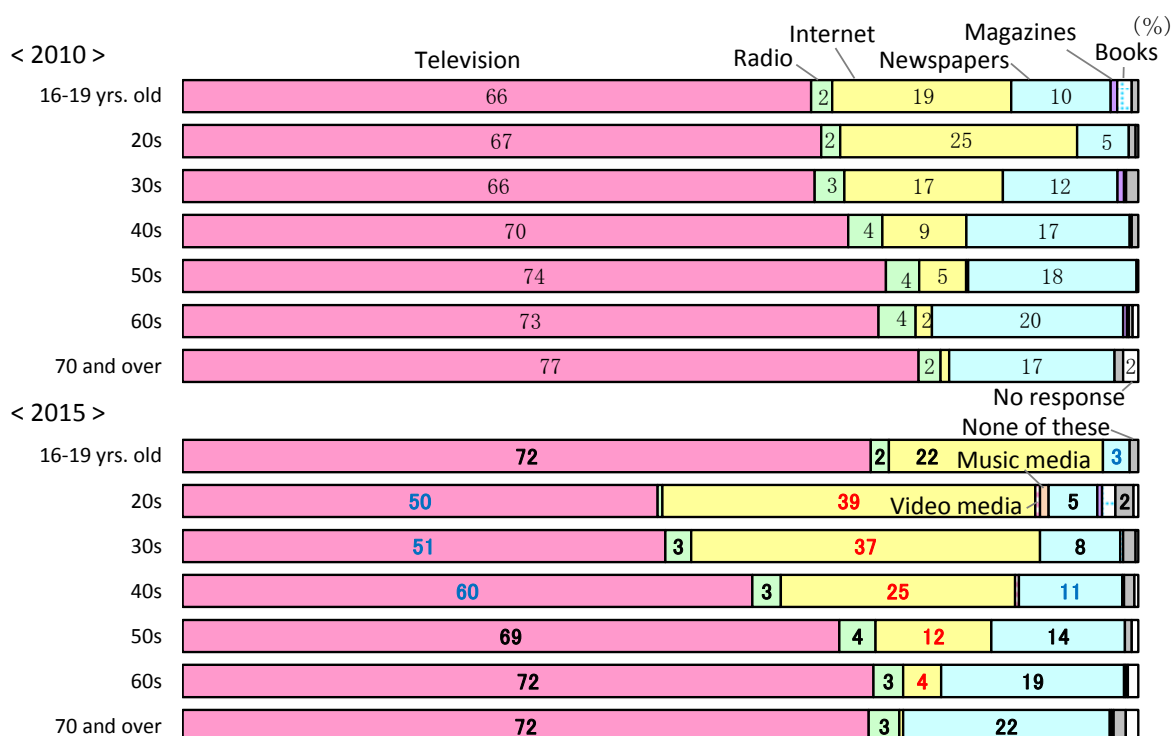 (%)
Internet Magazines
< 2010 > Television Radio Newspapers Books
16-19 yrs. old 66 2 19 10
20s 67 2 25 5
30s 66 3 17 12
40s 70 4 9 17
50s 74 4 5 18
60s 73 4 2 20
70 and over 77 2 17 2
No response
< 2015 > None of these
16-19 yrs. old 72 2 22 Music media 3
20s 50 39 Video media 5 2
30s 51 3 37 8
40s 60 3 25 11
50s 69 4 12 14
60s 72 3 4 19
70 and over 72 3 22